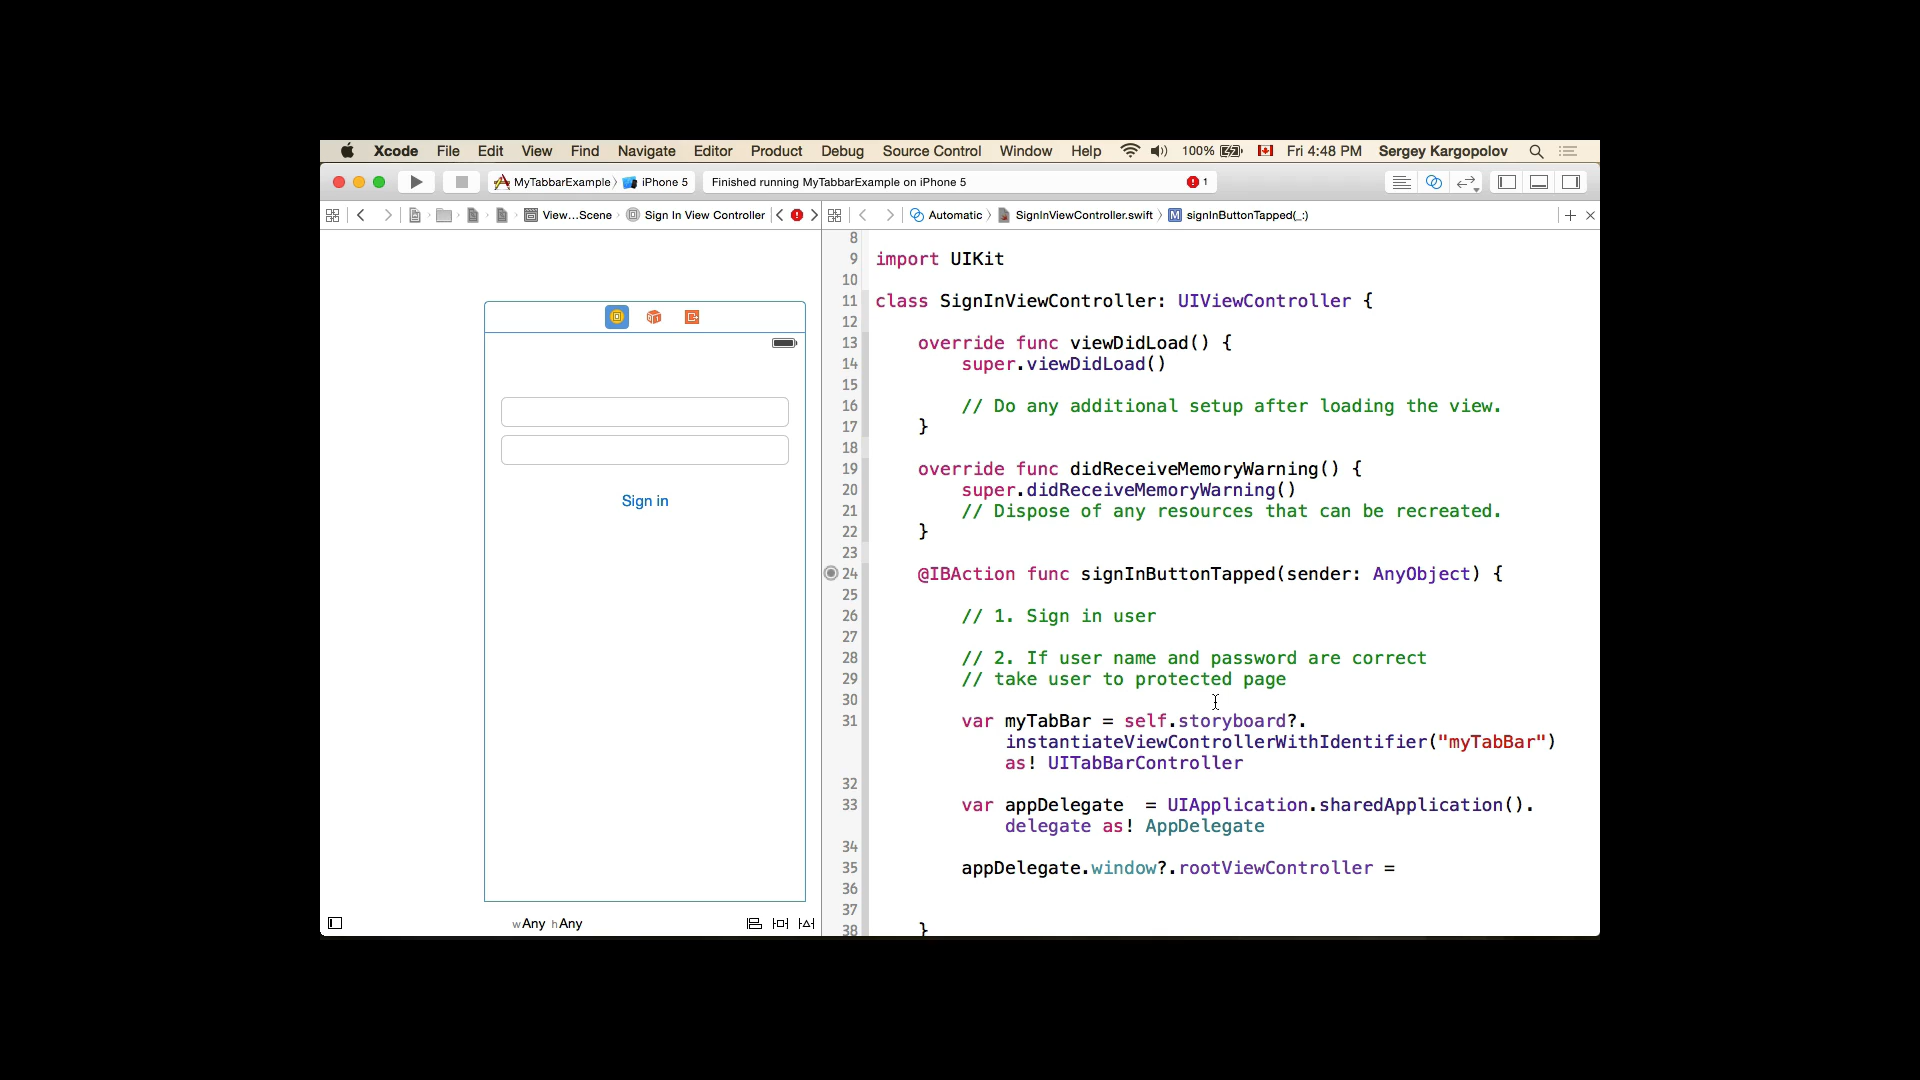 Xcode File Edit View Find Navigate Editor Product Debug Source Control Window Help 100% Fri 4:48 PM Sergey Kargopolov
MyTabbarExample iPhone 5 Finished running MyTabbarExample on iPhone 5 1
View...Scene Sign In View Controller Automatic SignInViewController.swift M signInButtonTapped(_:)
8
9 import UIKit
10
11 class SignInViewController: UIViewController {
12
13 override func viewDidLoad() {
14 super.viewDidLoad()
15
16 // Do any additional setup after loading the view.
17 }
18
19 override func didReceiveMemoryWarning() {
20 super.didReceiveMemoryWarning()
21 // Dispose of any resources that can be recreated.
22 }
23
24 @IBAction func signInButtonTapped(sender: AnyObject) {
25
26 // 1. Sign in user
27
28 // 2. If user name and password are correct
29 // take user to protected page
30
31 var myTabBar = self.storyboard?.
instantiateViewControllerWithIdentifier("myTabBar")
as! UITabBarController
32
33 var appDelegate = UIApplication.sharedApplication().
delegate as! AppDelegate
34
35 appDelegate.window?.rootViewController =
36
37
38 }
Sign in
wAny hAny